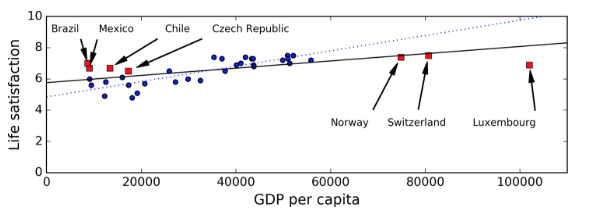 Brazil Mexico Chile Czech Republic
Norway Switzerland Luxembourg
Life satisfaction
10
8
6
4
2
0
0 20000 40000 60000 80000 100000
GDP per capita